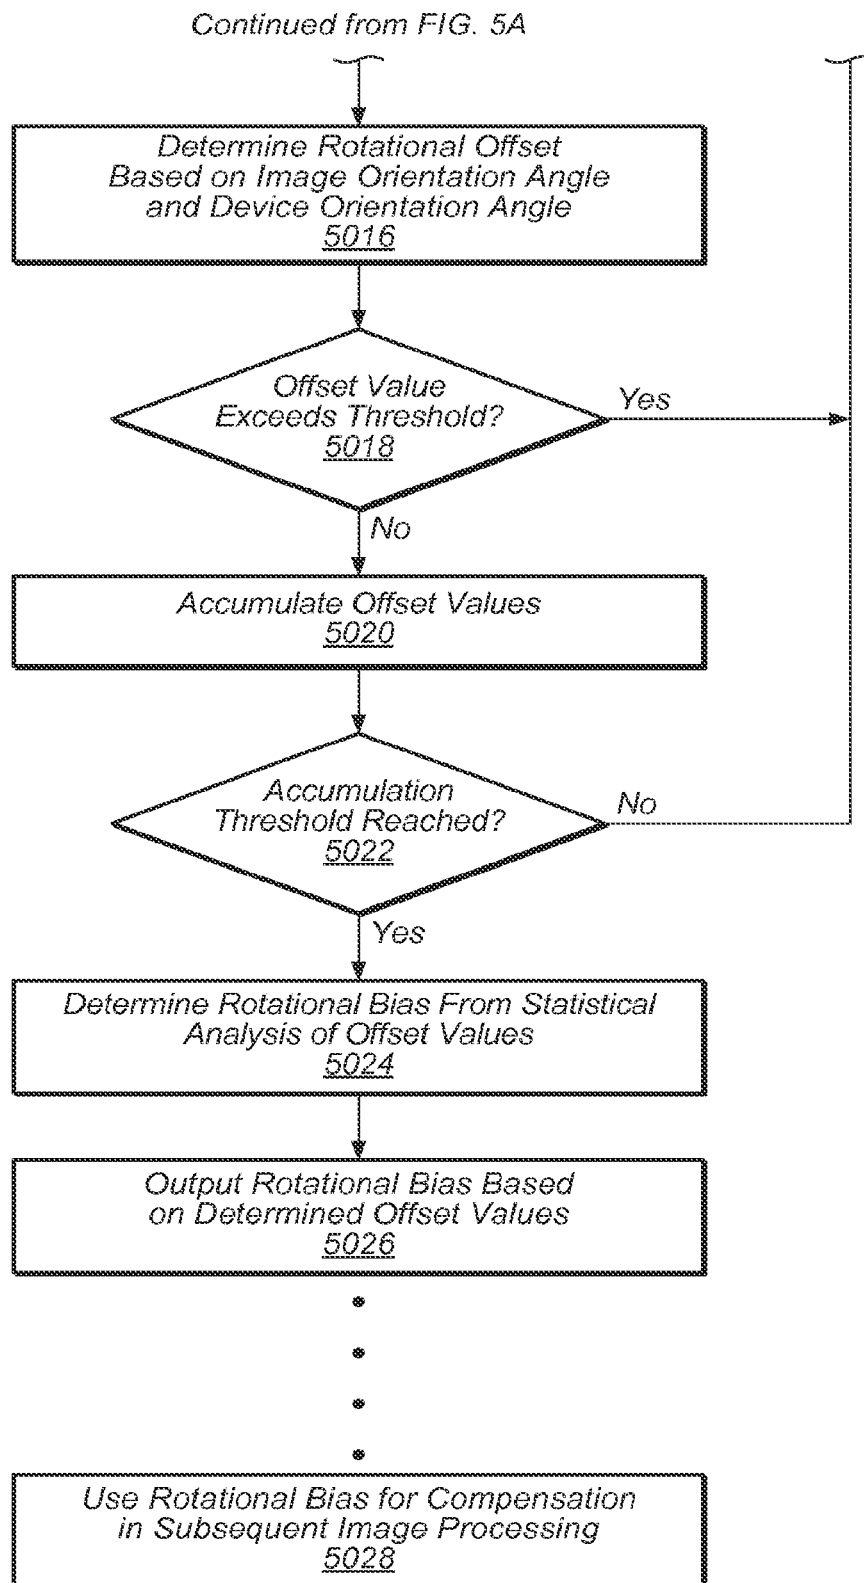 Continued from FIG. 5A
Determine Rotational Offset
Based on Image Orientation Angle
and Device Orientation Angle
5016
Offset Value
Exceeds Threshold?
5018
Yes
No
Accumulate Offset Values
5020
Accumulation
Threshold Reached?
5022
No
Yes
Determine Rotational Bias From Statistical
Analysis of Offset Values
5024
Output Rotational Bias Based
on Determined Offset Values
5026
Use Rotational Bias for Compensation
in Subsequent Image Processing
5028